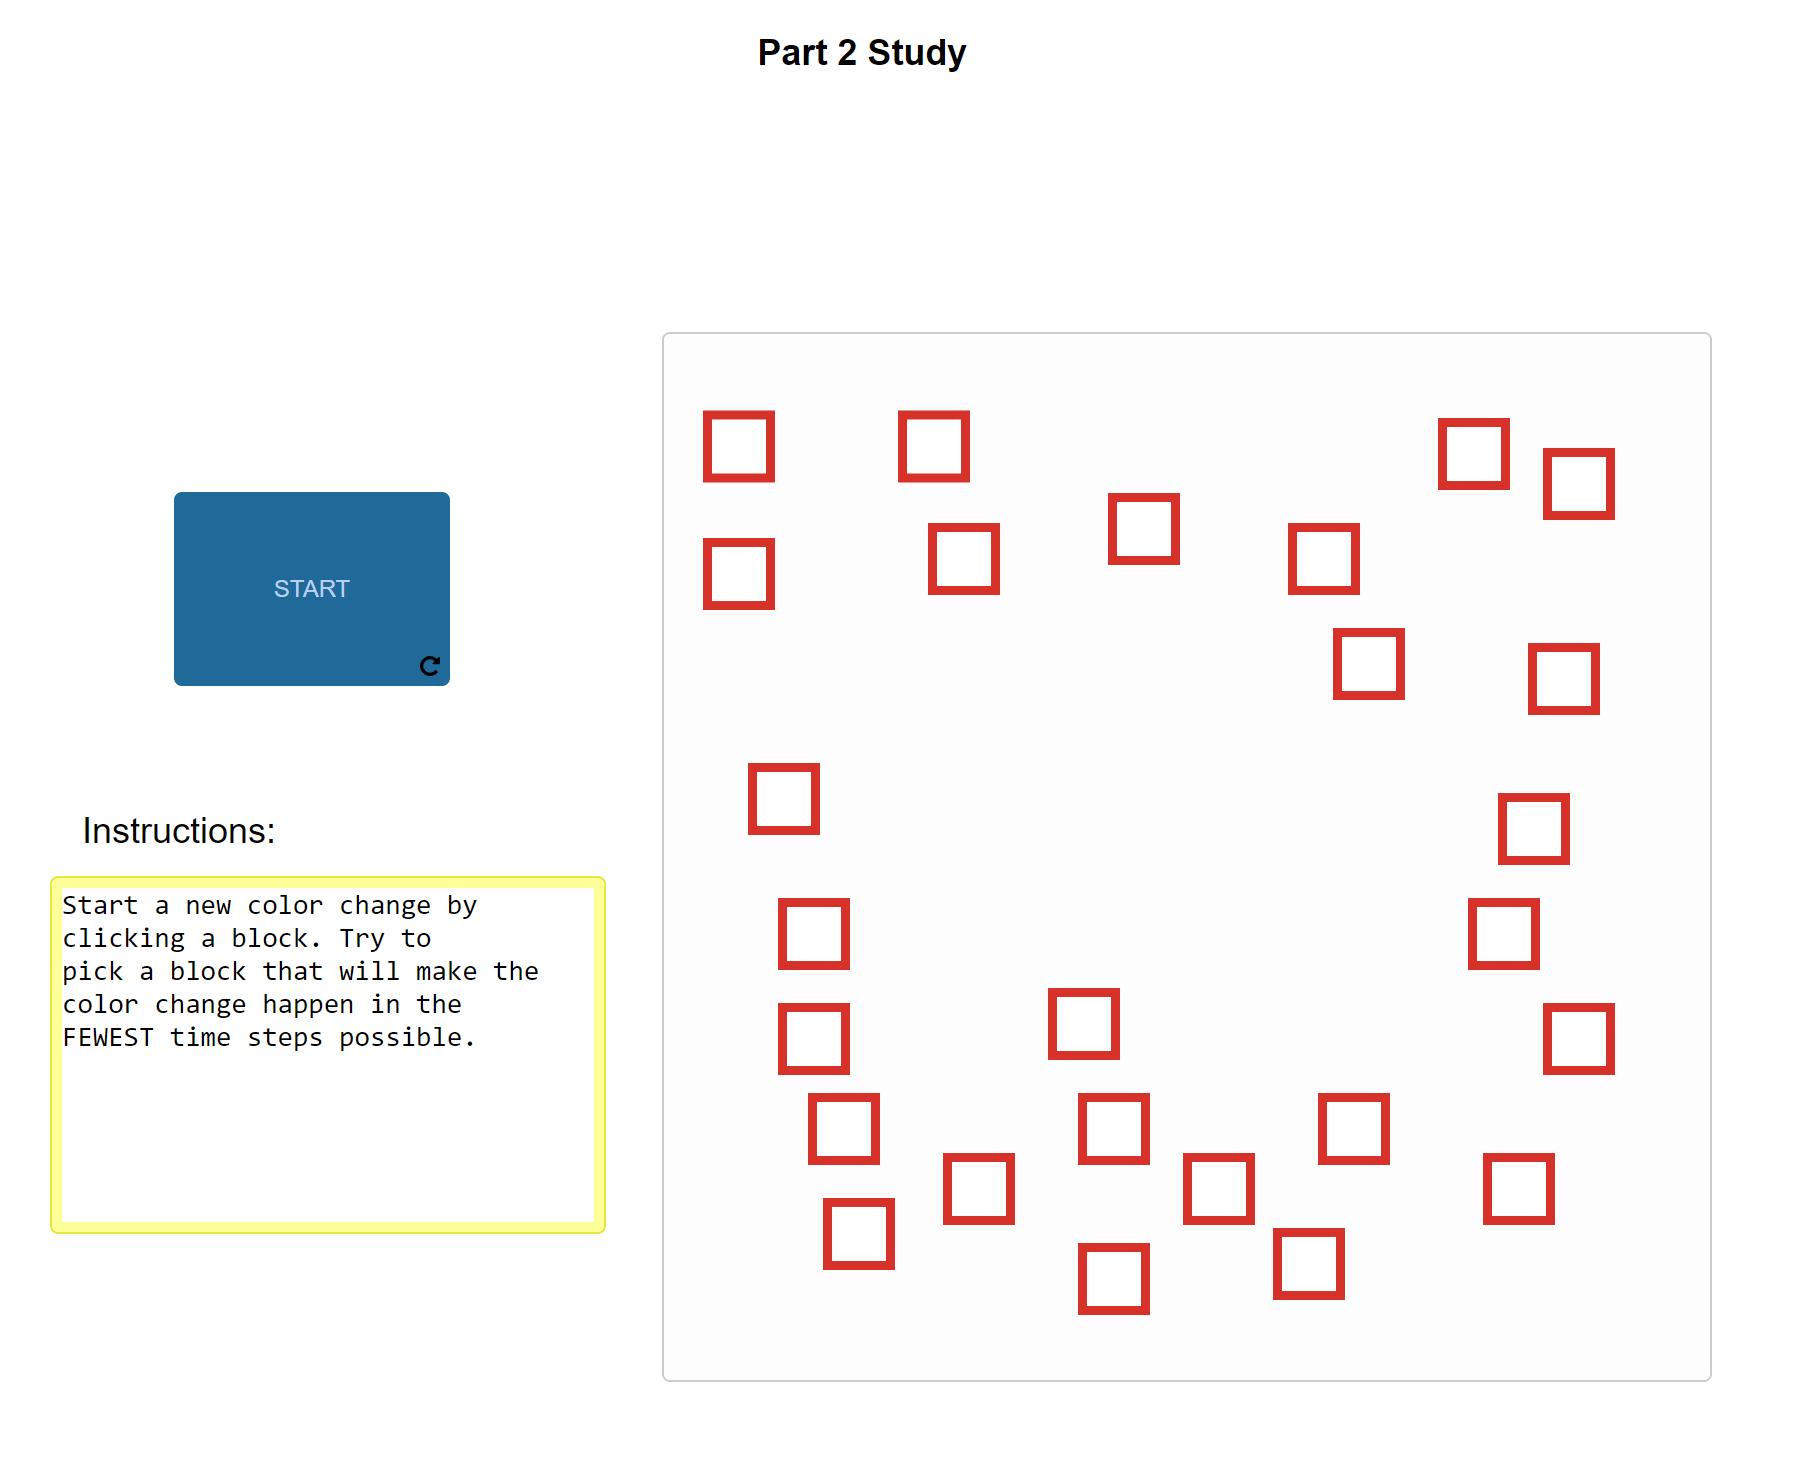 Part 2 Study
START
Instructions:
Start a new color change by
clicking a block. Try to
pick a block that will make the
color change happen in the
FEWEST time steps possible.